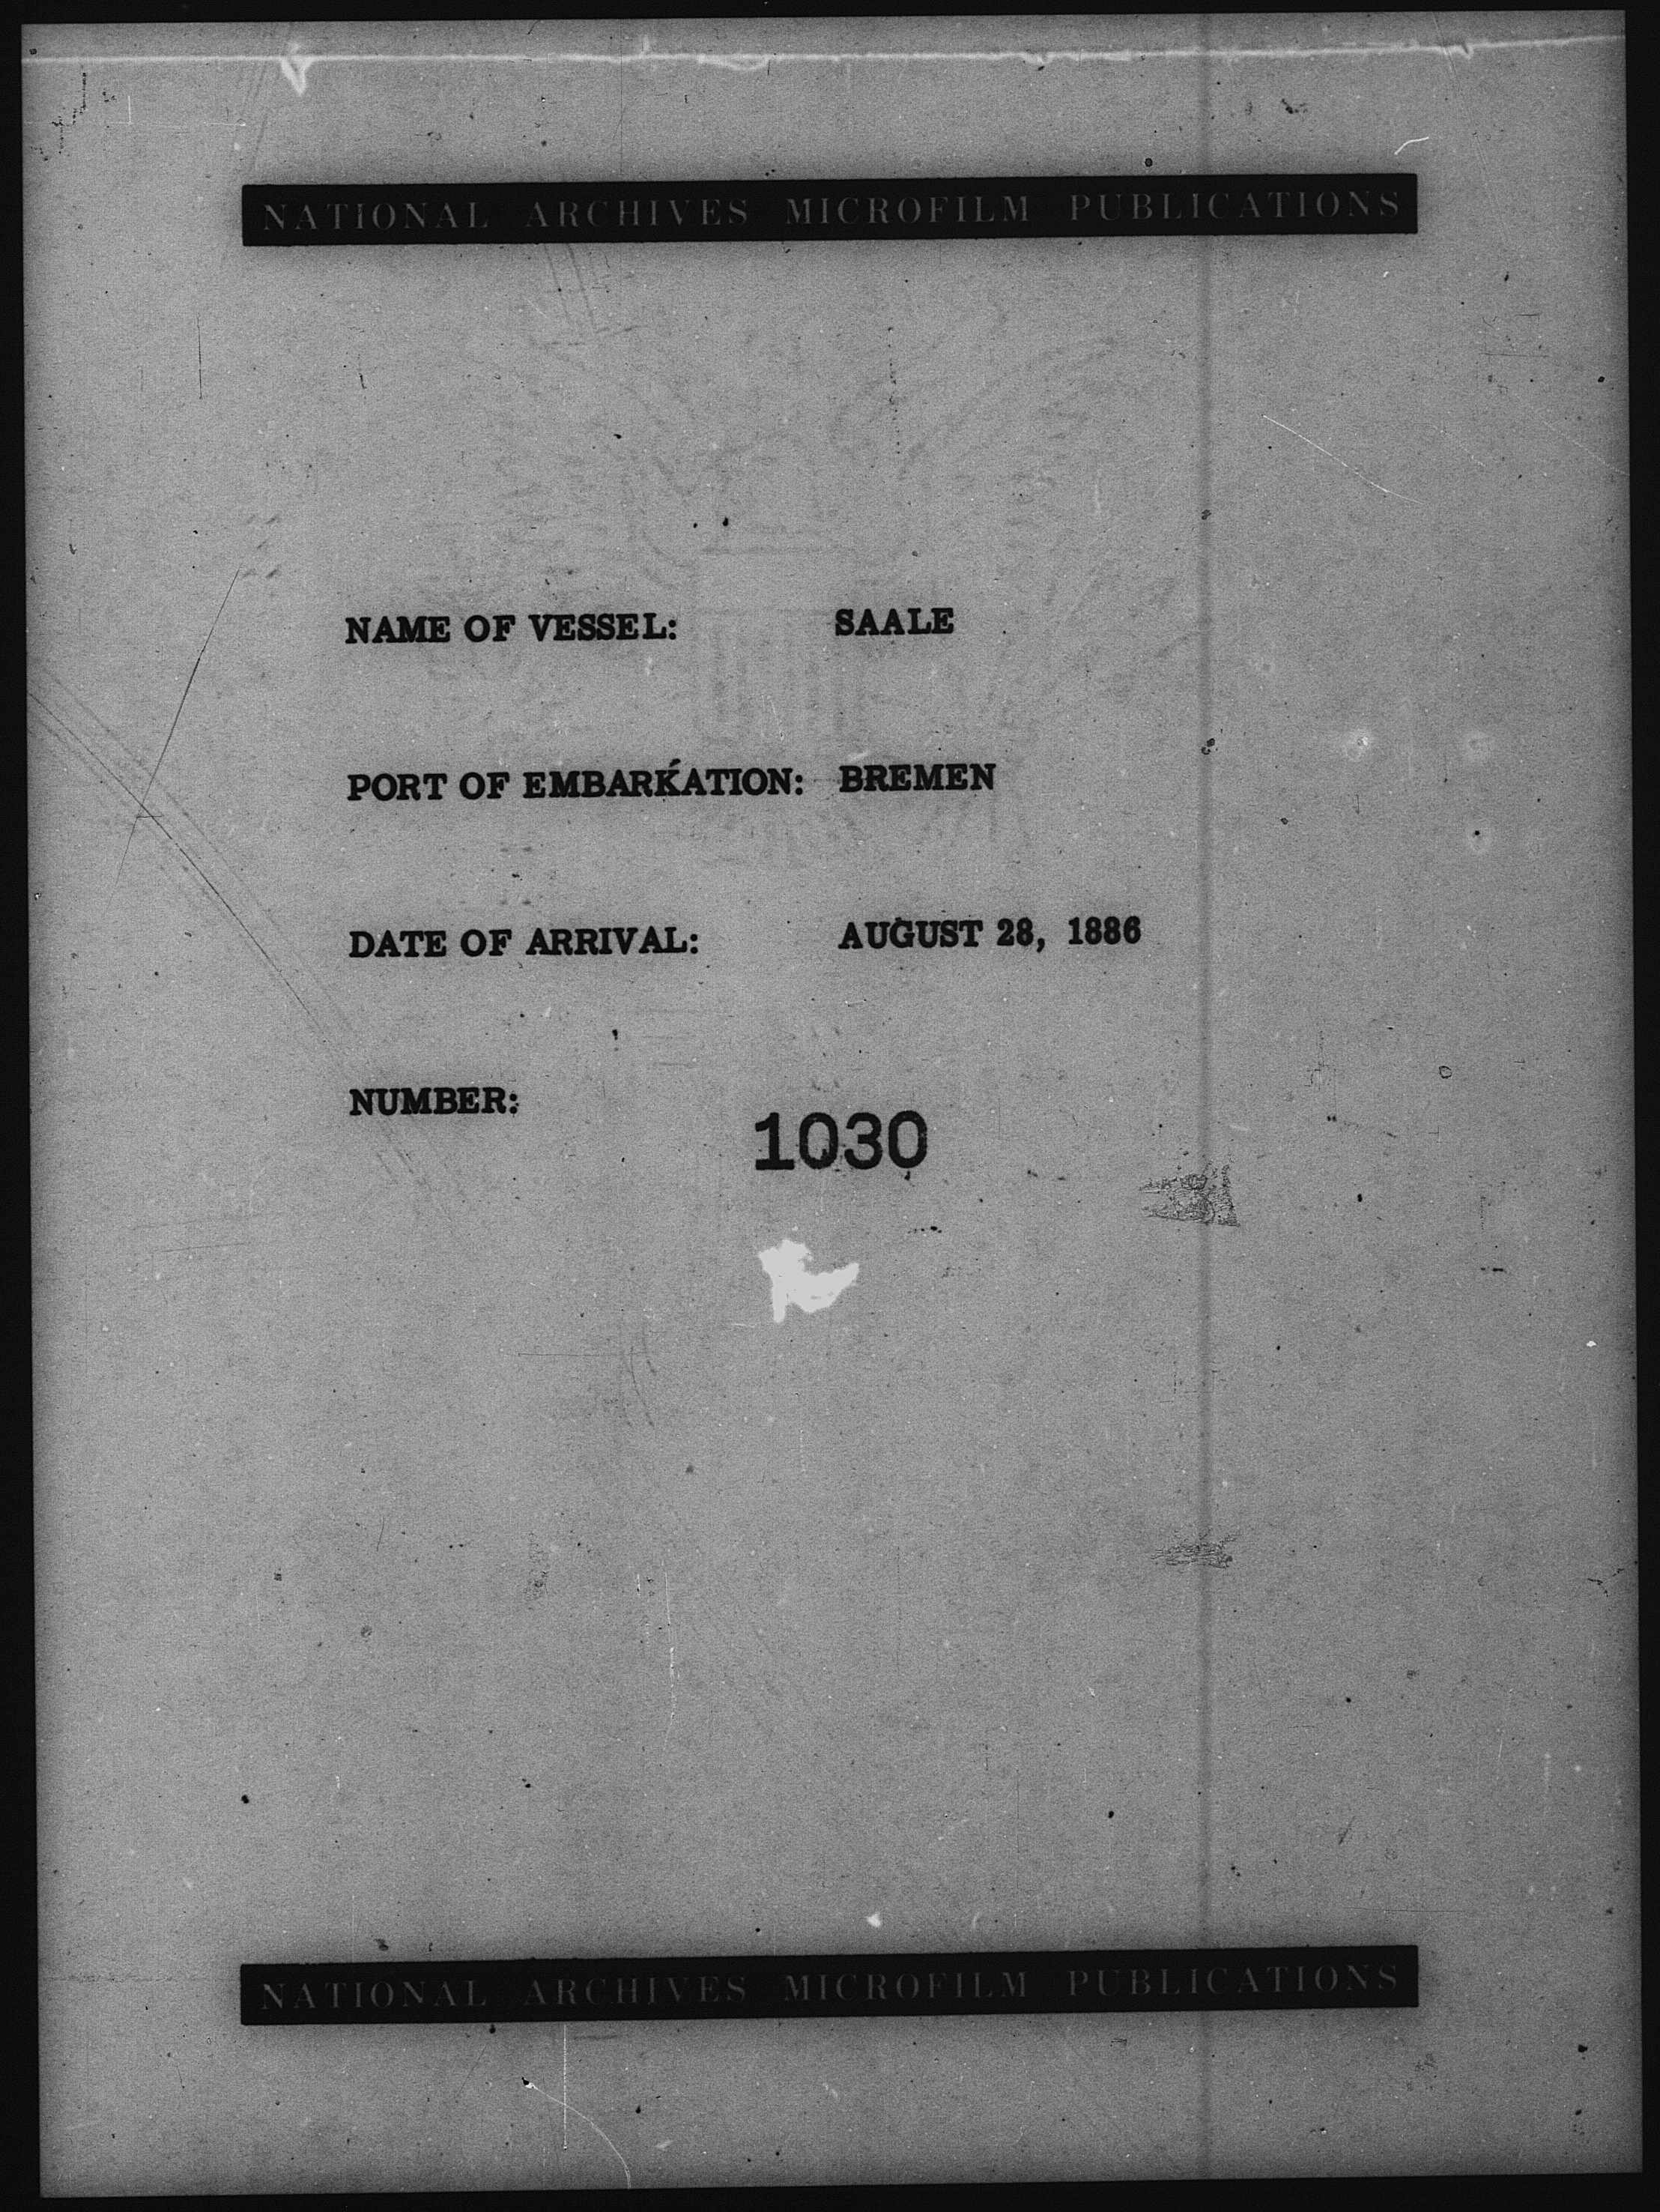 NATIONAL ARCHIVES MICROFILM PUBLICATIONS
NAME OF VESSEL: SAALE
PORT OF EMBARKATION: BREMEN
DATE OF ARRIVAL: AUGUST 28, 1886
NUMBER:
1030
NATIONAL ARCHIVES MICROFILM PUBLICATIONS